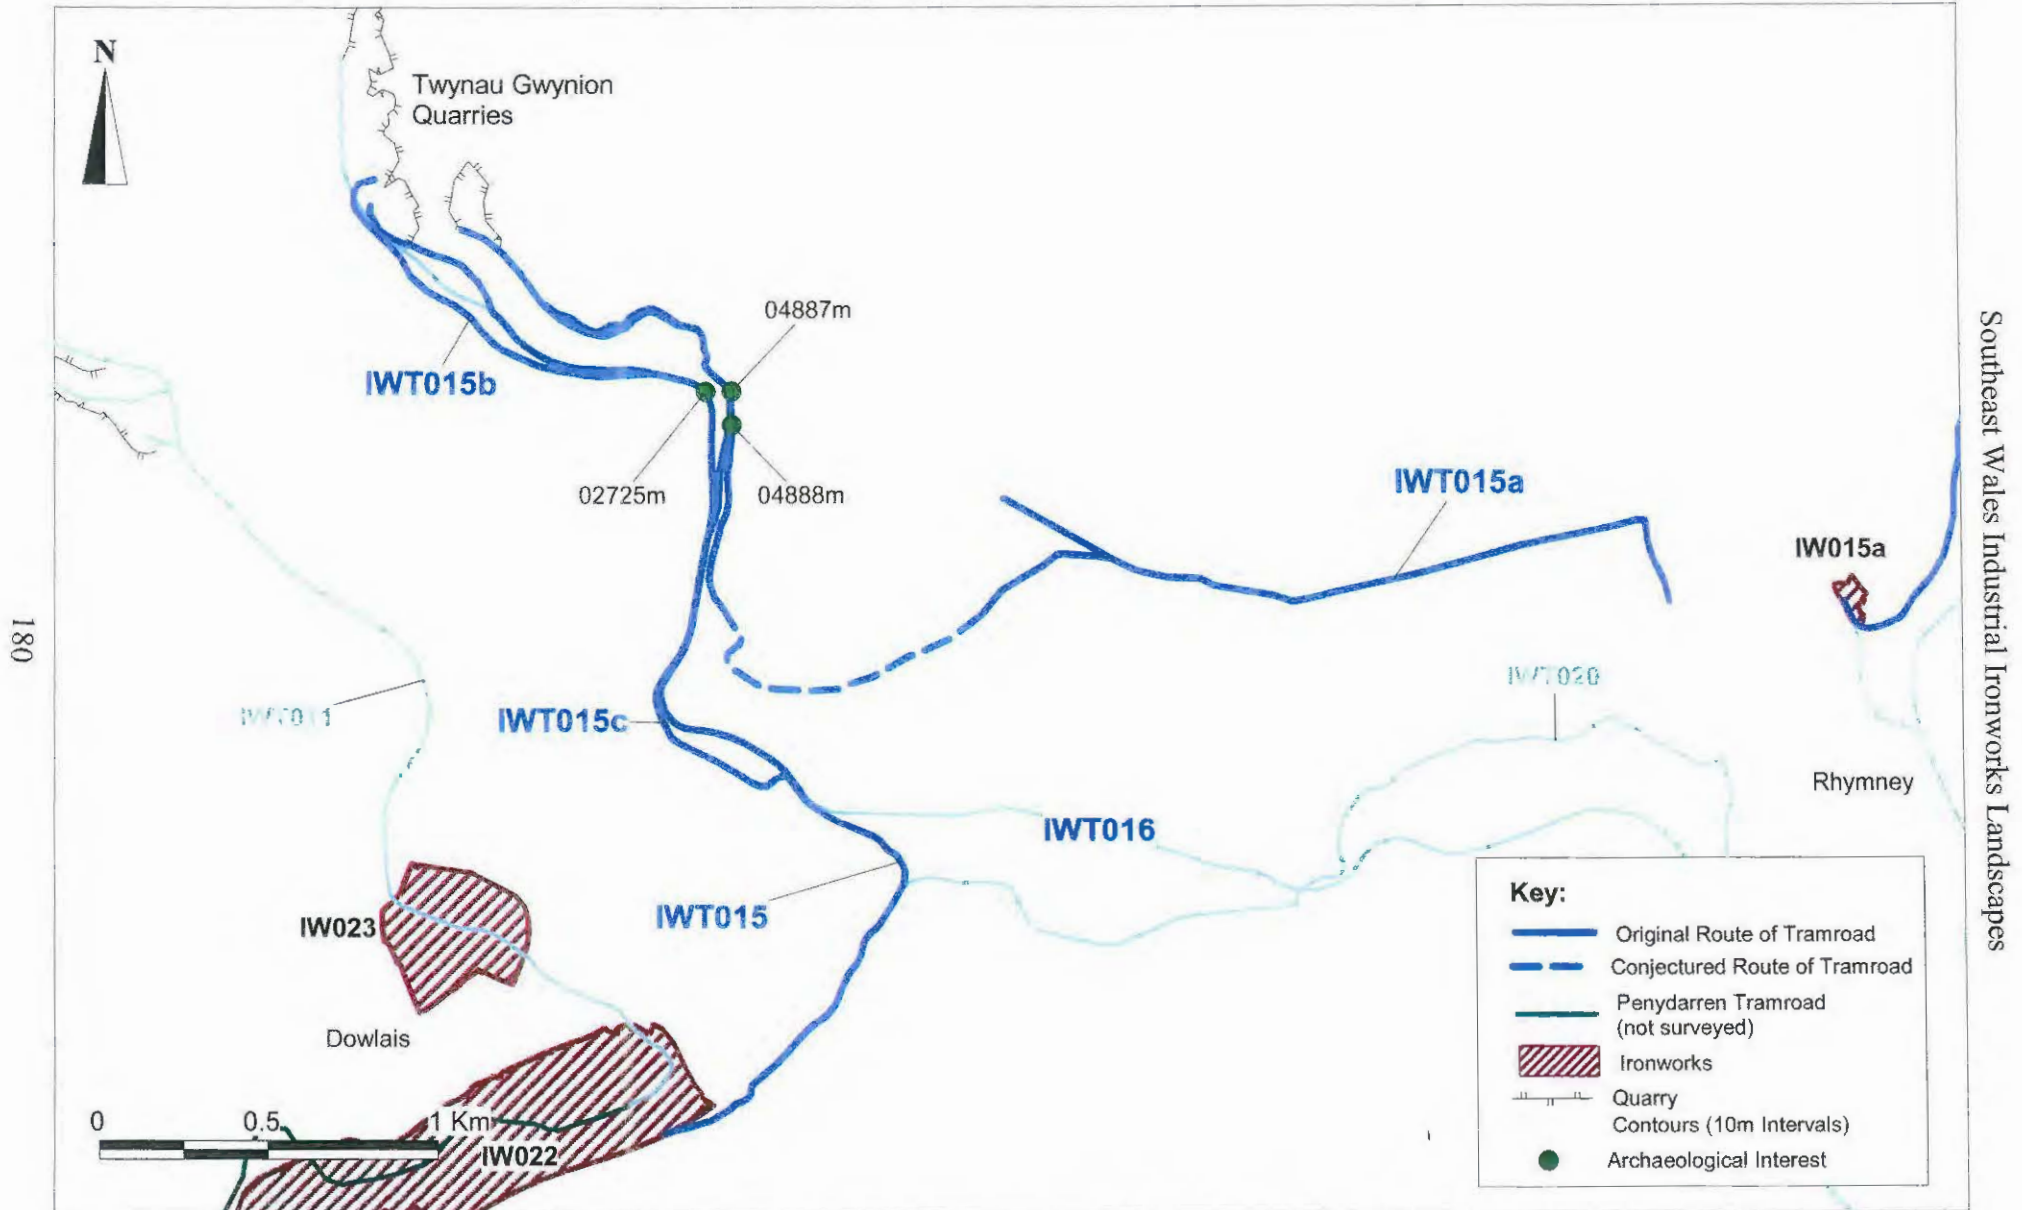 N
Twynau Gwynion
Quarries
04887m
IWT015b
02725m
04888m
IWT015a
IW015a
IWT011
IWT015c
IWT020
Rhymney
IWT016
IWT015
IW023
Dowlais
0 0.5 1 Km
IW022
Key:
Original Route of Tramroad
Conjectured Route of Tramroad
Penydarren Tramroad
(not surveyed)
Ironworks
Quarry
Contours (10m Intervals)
Archaeological Interest
Southeast Wales Industrial Ironworks Landscapes
180